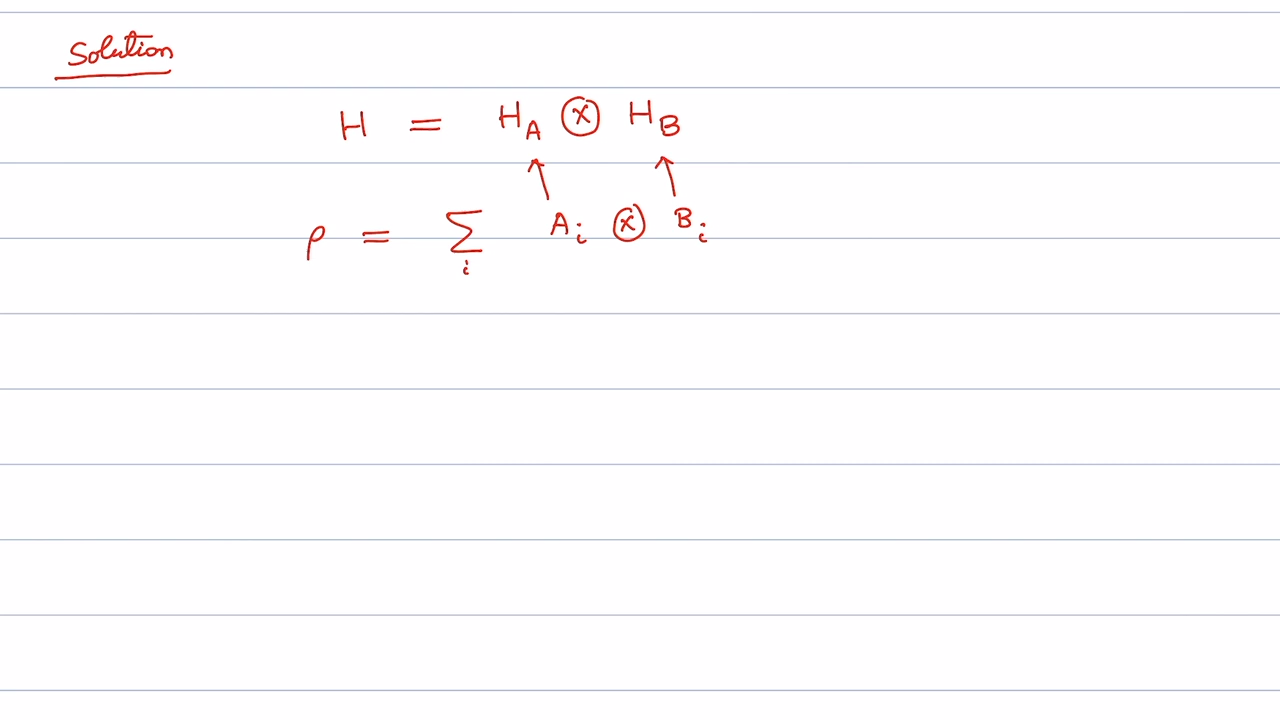 Solution
H = H_A ⊗ H_B
ρ = ∑_i A_i ⊗ B_i